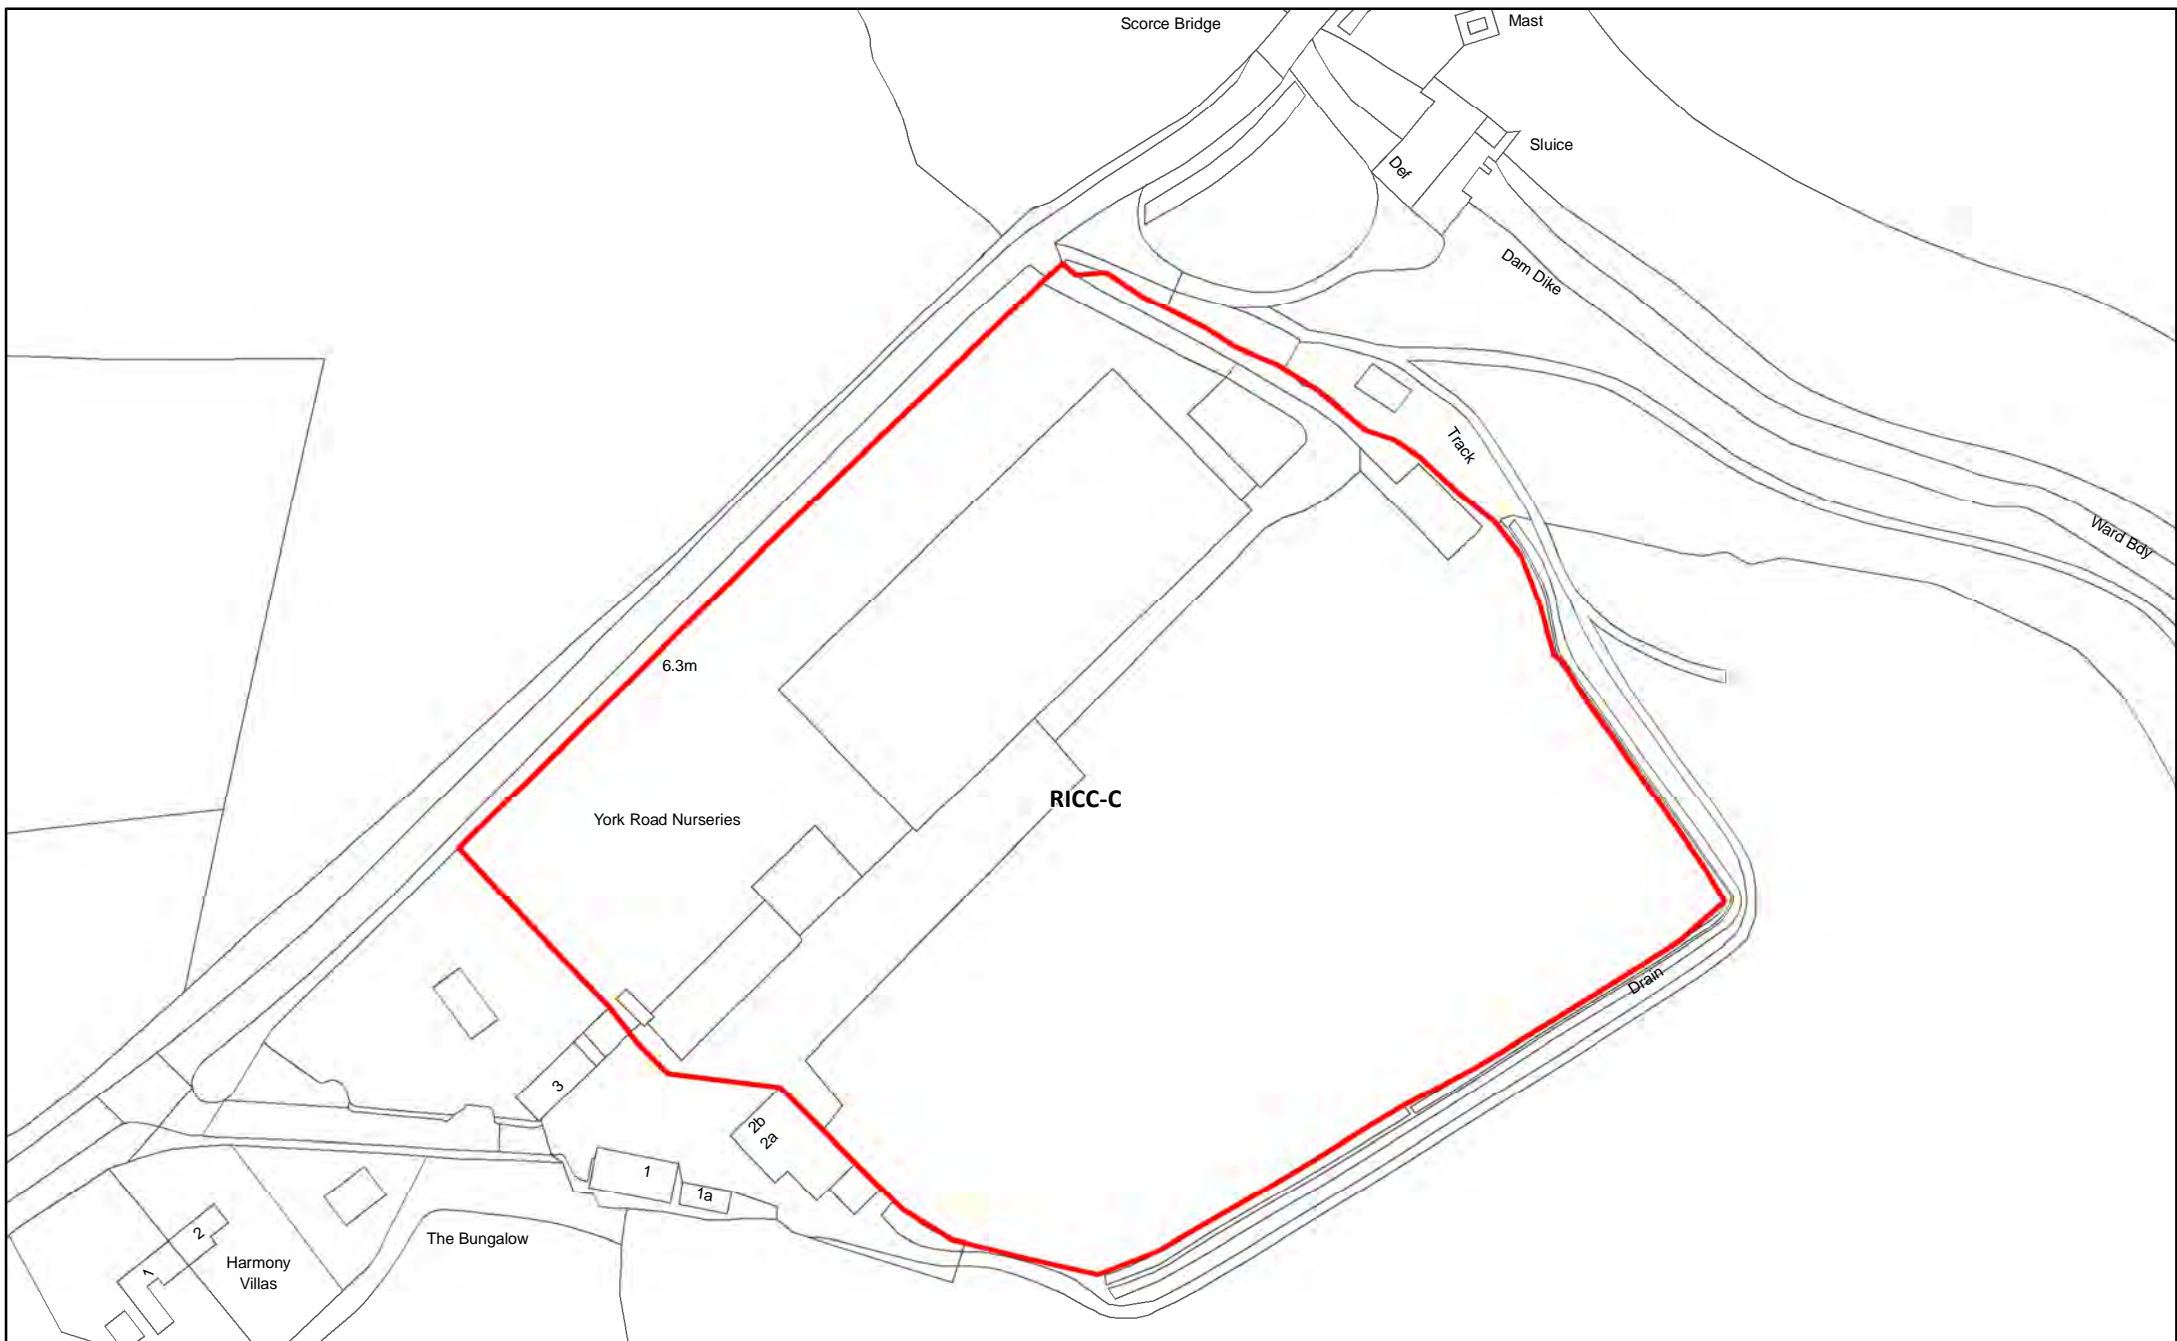 Scorce Bridge
Mast
Sluice
Def
Dam Dike
Track
Ward Bdy
6.3m
RICC-C
York Road Nurseries
Drain
3
2b
2a
1
1a
2
1
The Bungalow
Harmony
Villas